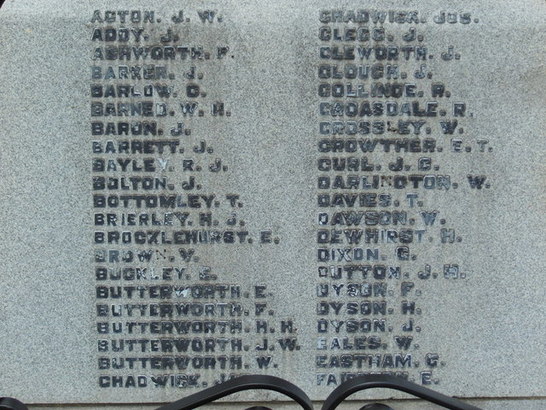 ACTON. J. W.
ADDY. J.
ASHWORTH. F.
BARKER. J.
BARLOW. C.
BARNED. W. H.
BARON. J.
BARRETT. J.
BAYLEY. R. J.
BOLTON. J.
BOTTOMLEY. T.
BRIERLEY. H. J.
BROCKLEHURST. E.
BROWN. V.
BUCKLEY. E.
BUTTERWORTH. E.
BUTTERWORTH. F.
BUTTERWORTH. H. H.
BUTTERWORTH. J. W.
BUTTERWORTH. W.
CHADWICK. J.
CHADWICK. JOS.
CLEGG. J.
CLEWORTH. J.
CLOUGH. J.
COLLINGE. R.
CROASDALE. R.
CROSSLEY. W.
CROWTHER. E. T.
CURL. J. C.
DARLINGTON. W.
DAVIES. T.
DAWSON. W.
DEWHIRST. H.
DIXON. G.
DUTTON. J. H.
DYSON. F.
DYSON. H.
DYSON. J.
EALES. W.
EASTHAM. G.
E.